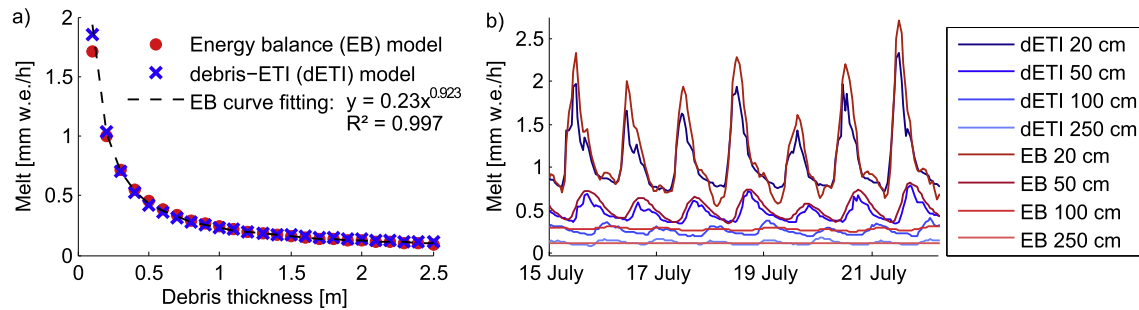 a)
Melt [mm w.e./h]
2
1.5
1
0.5
0
0
0.5
1
1.5
2
2.5
Debris thickness [m]
Energy balance (EB) model
debris−ETI (dETI) model
EB curve fitting: y = 0.23x^0.923
R² = 0.997
b)
Melt [mm w.e./h]
2.5
2
1.5
1
0.5
0
15 July
17 July
19 July
21 July
dETI 20 cm
dETI 50 cm
dETI 100 cm
dETI 250 cm
EB 20 cm
EB 50 cm
EB 100 cm
EB 250 cm